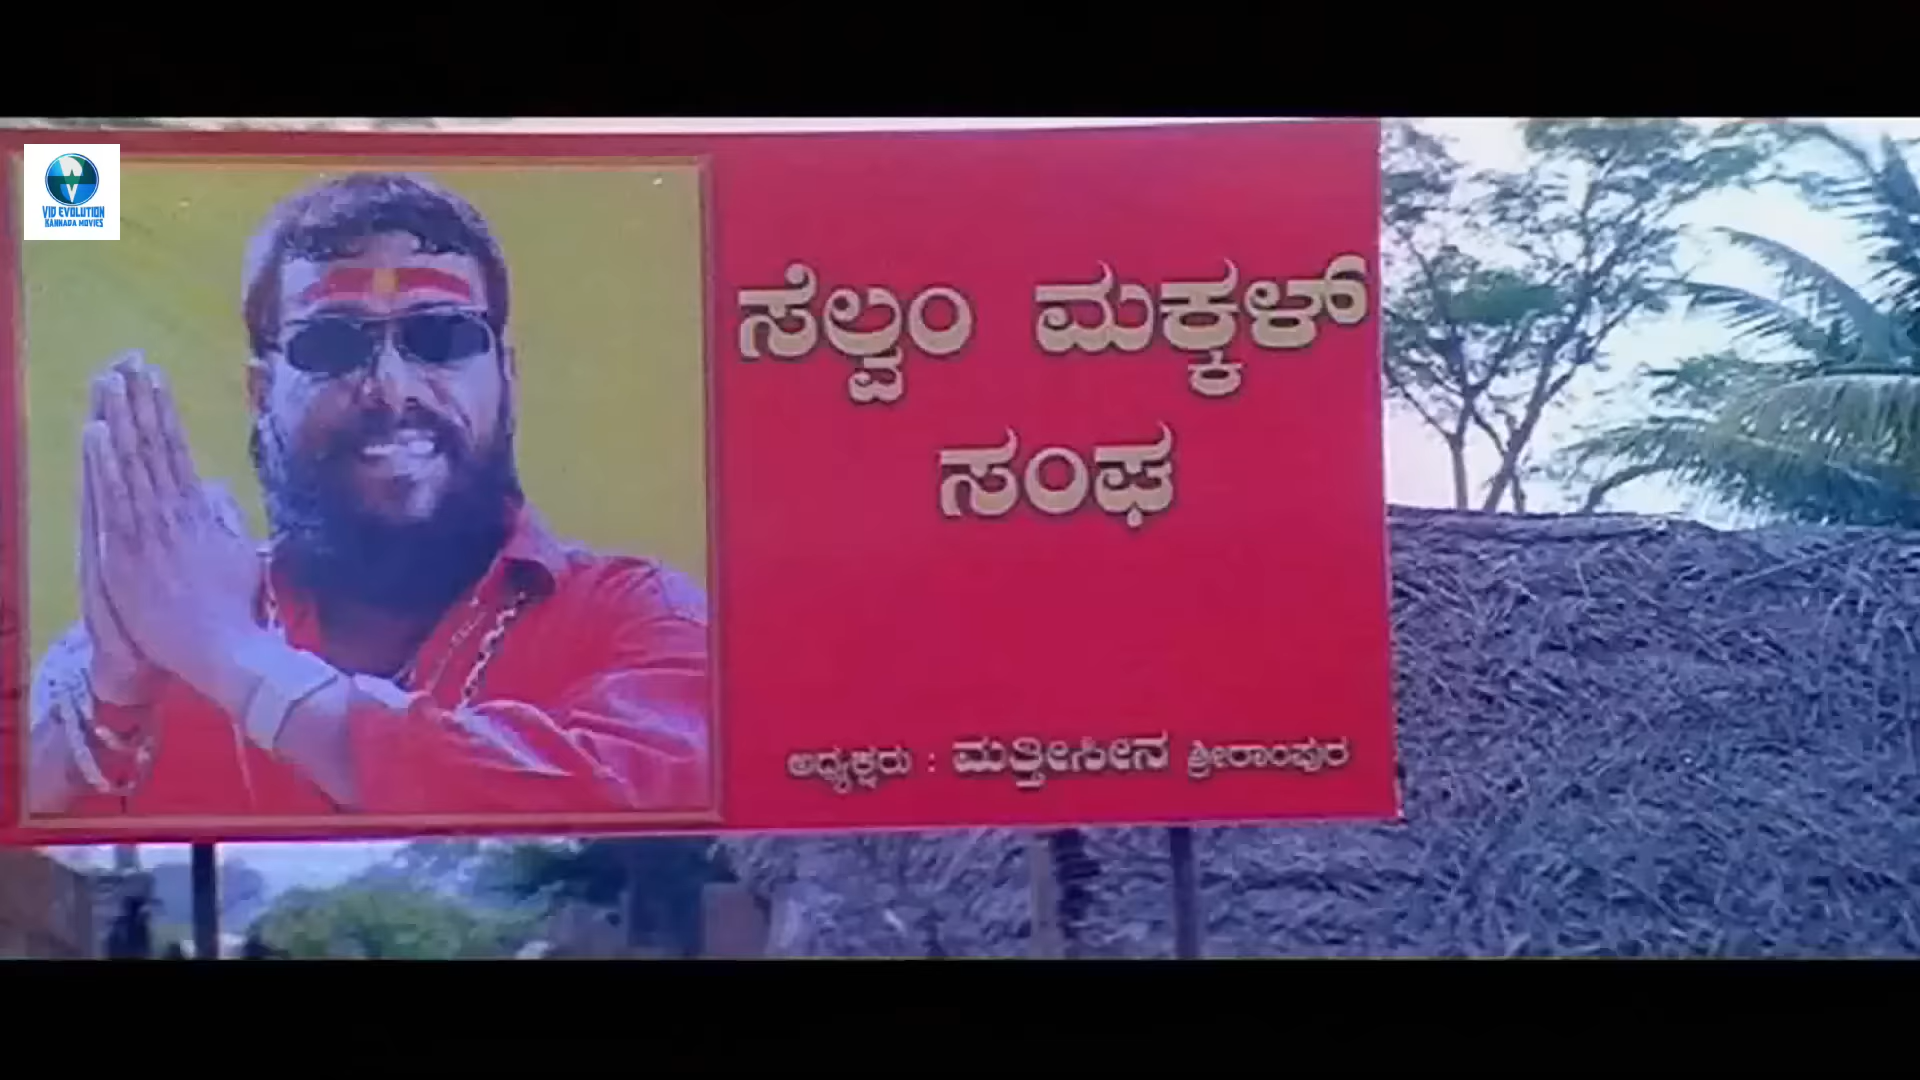 VID EVOLUTION
KANNADA MOVIES
ಸೆಲ್ವಂ ಮಕ್ಕಳ್
ಸಂಘ
ಅಧ್ಯಕ್ಷರು : ಮತ್ತೀಸೀನ ಶ್ರೀರಾಂಪುರ